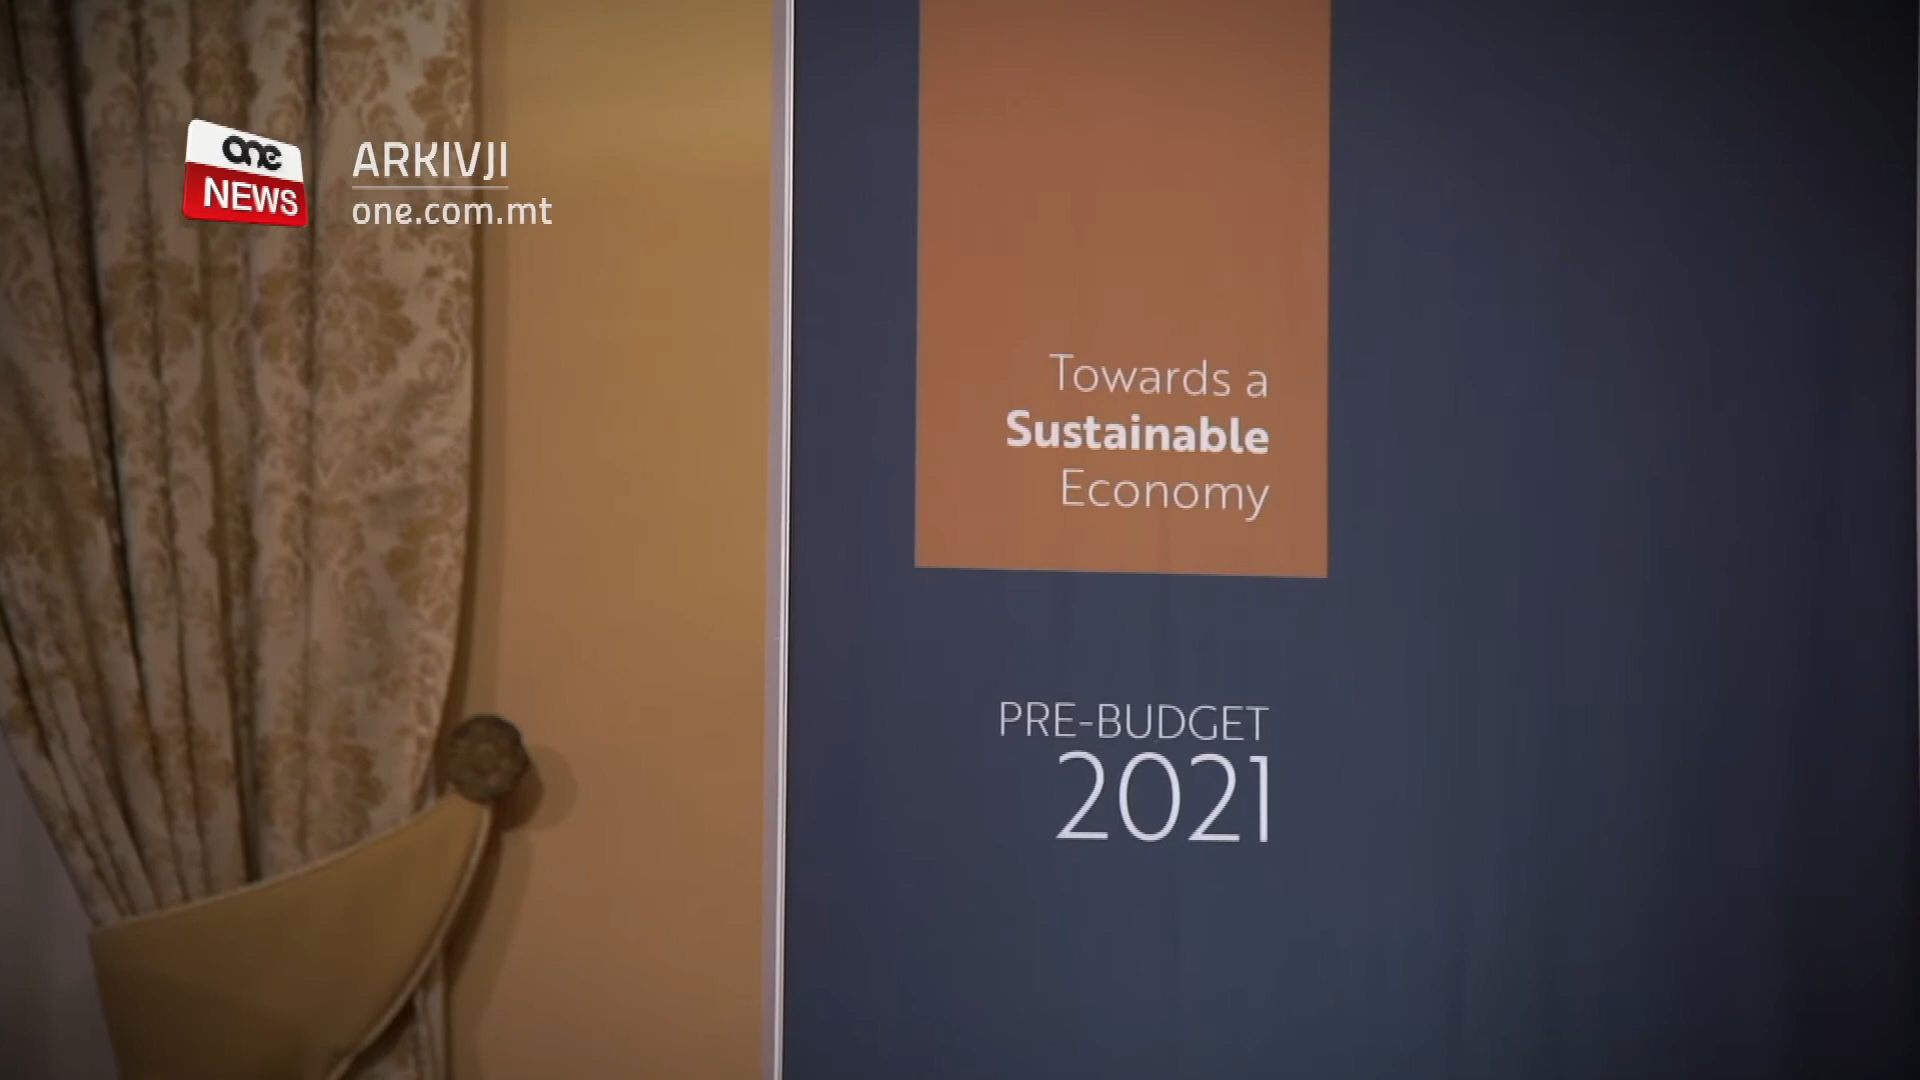 one
NEWS
ARKIVJI
one.com.mt
Towards a
Sustainable
Economy
PRE-BUDGET
2021